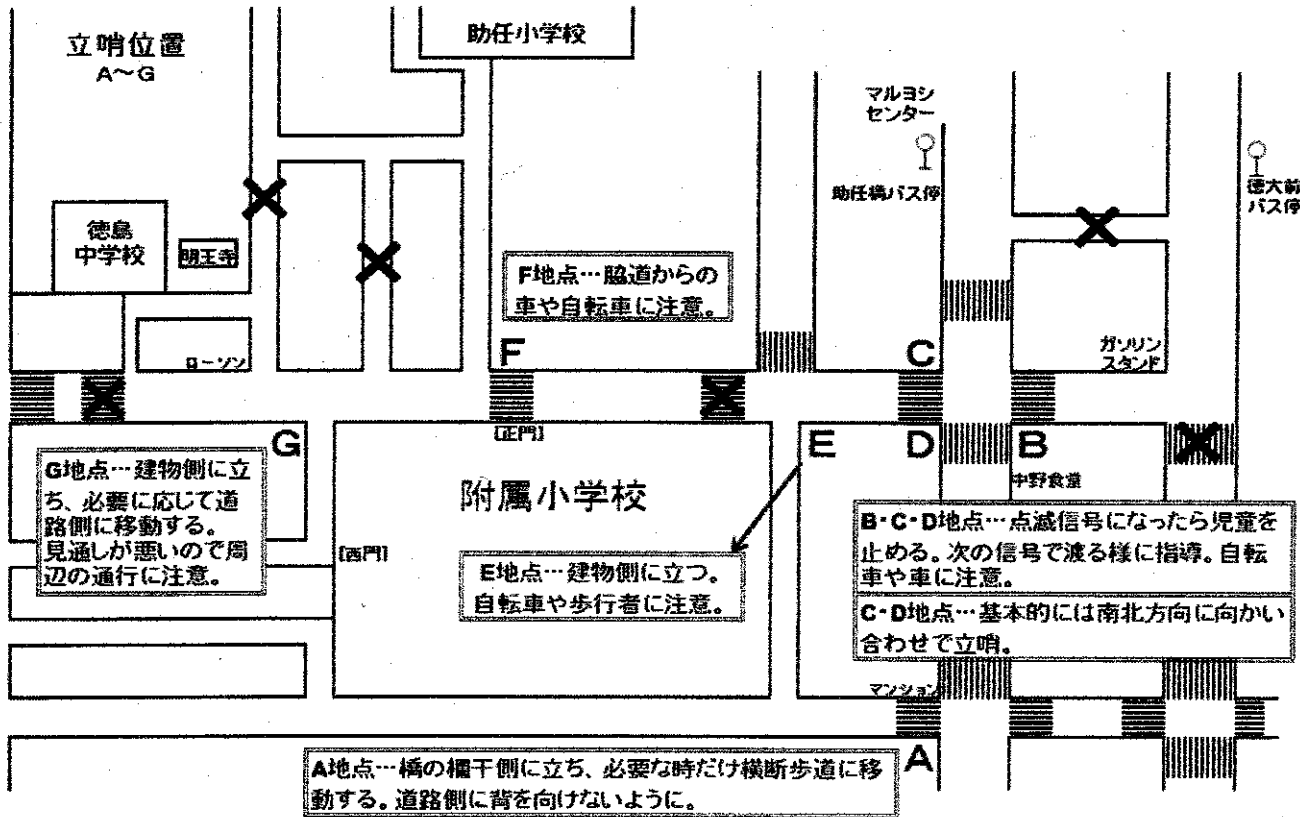 立哨位置
A～G
助任小学校
マルヨシ
センター
助任橋バス停
徳大前
バス停
徳島
中学校
明王寺
F地点…脇道からの
車や自転車に注意。
ローソン
F
C
ガソリン
スタンド
G
[正門]
E
D
B
中野食堂
G地点…建物側に立
ち、必要に応じて道
路側に移動する。
見通しが悪いので周
辺の通行に注意。
附属小学校
[西門]
E地点…建物側に立つ。
自転車や歩行者に注意。
B・C・D地点…点滅信号になったら児童を
止める。次の信号で渡る様に指導。自転
車や車に注意。
C・D地点…基本的には南北方向に向かい
合わせで立哨。
マンション
A地点…橋の欄干側に立ち、必要な時だけ横断歩道に移
動する。道路側に背を向けないように。
A